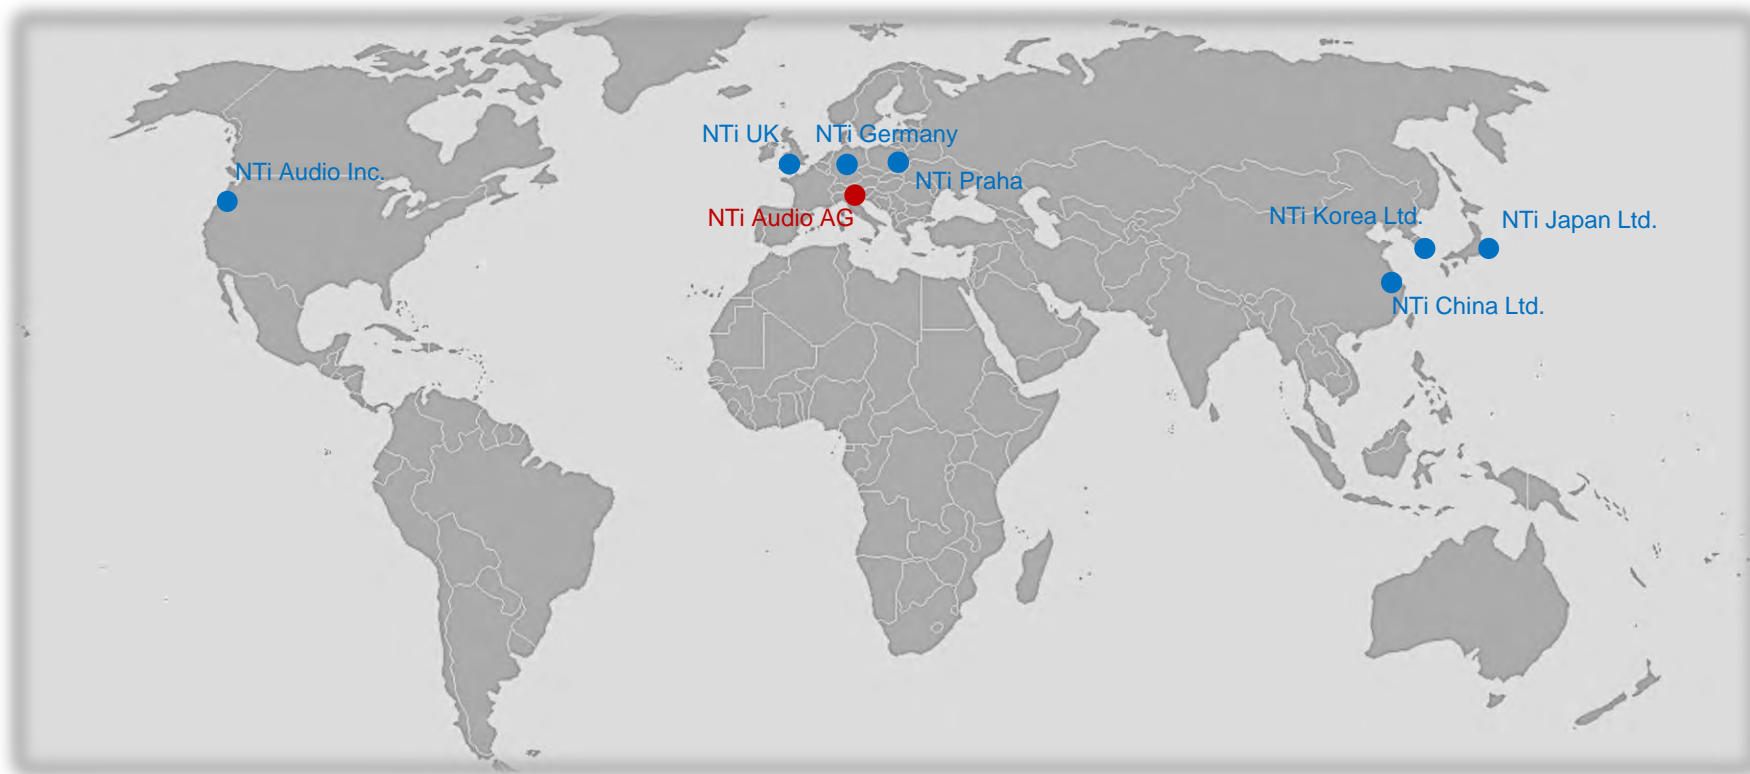 NTi UK
NTi Germany
NTi Audio Inc.
NTi Praha
NTi Audio AG
NTi Korea Ltd.
NTi Japan Ltd.
NTi China Ltd.